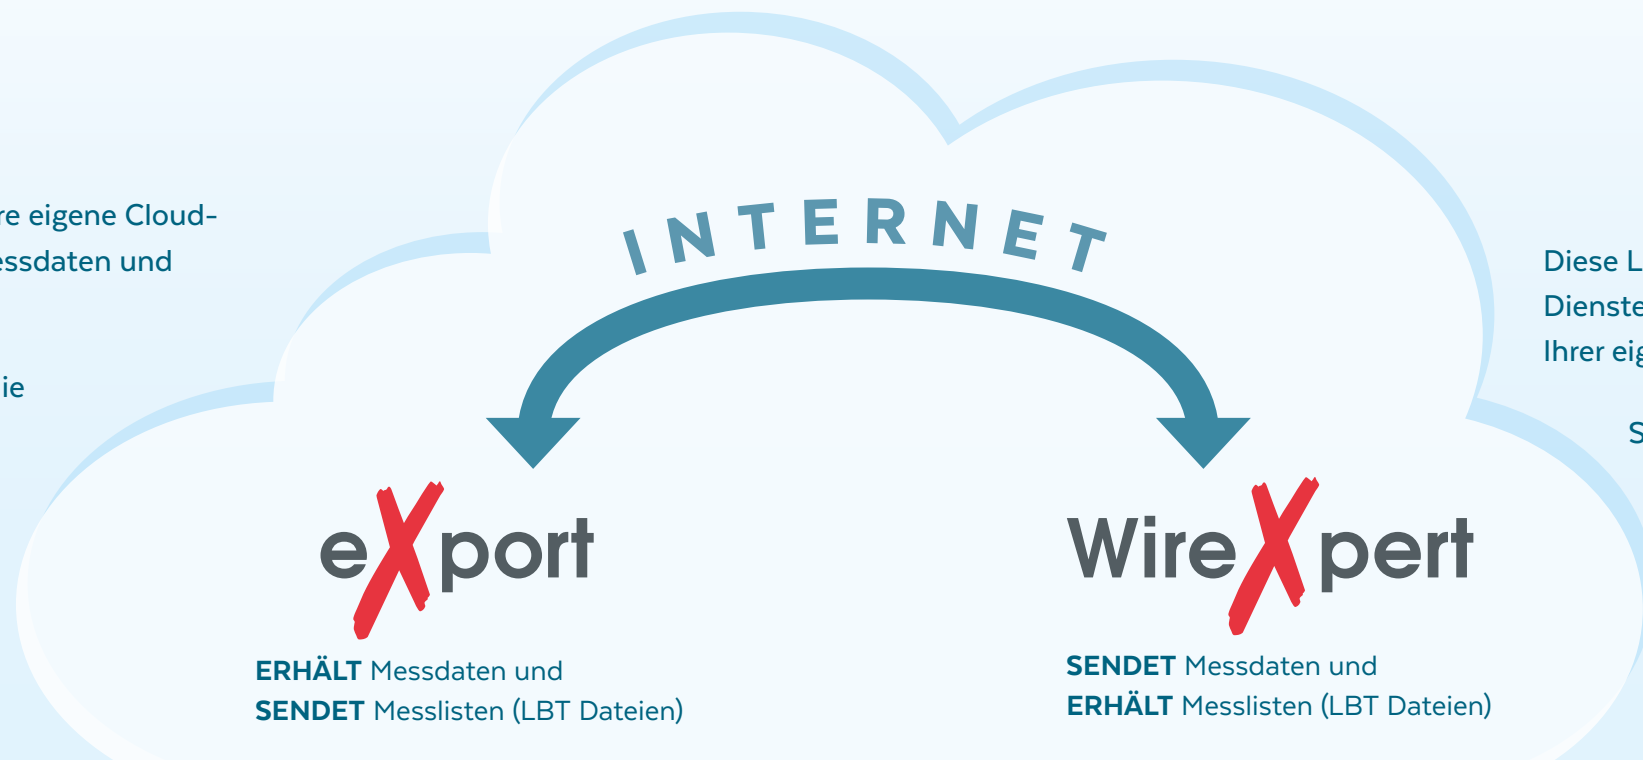 re eigene Cloud-
essdaten und
ie
INTERNET
Diese L
Dienste
Ihrer eig
S
eXport
WireXpert
ERHÄLT Messdaten und
SENDET Messlisten (LBT Dateien)
SENDET Messdaten und
ERHÄLT Messlisten (LBT Dateien)